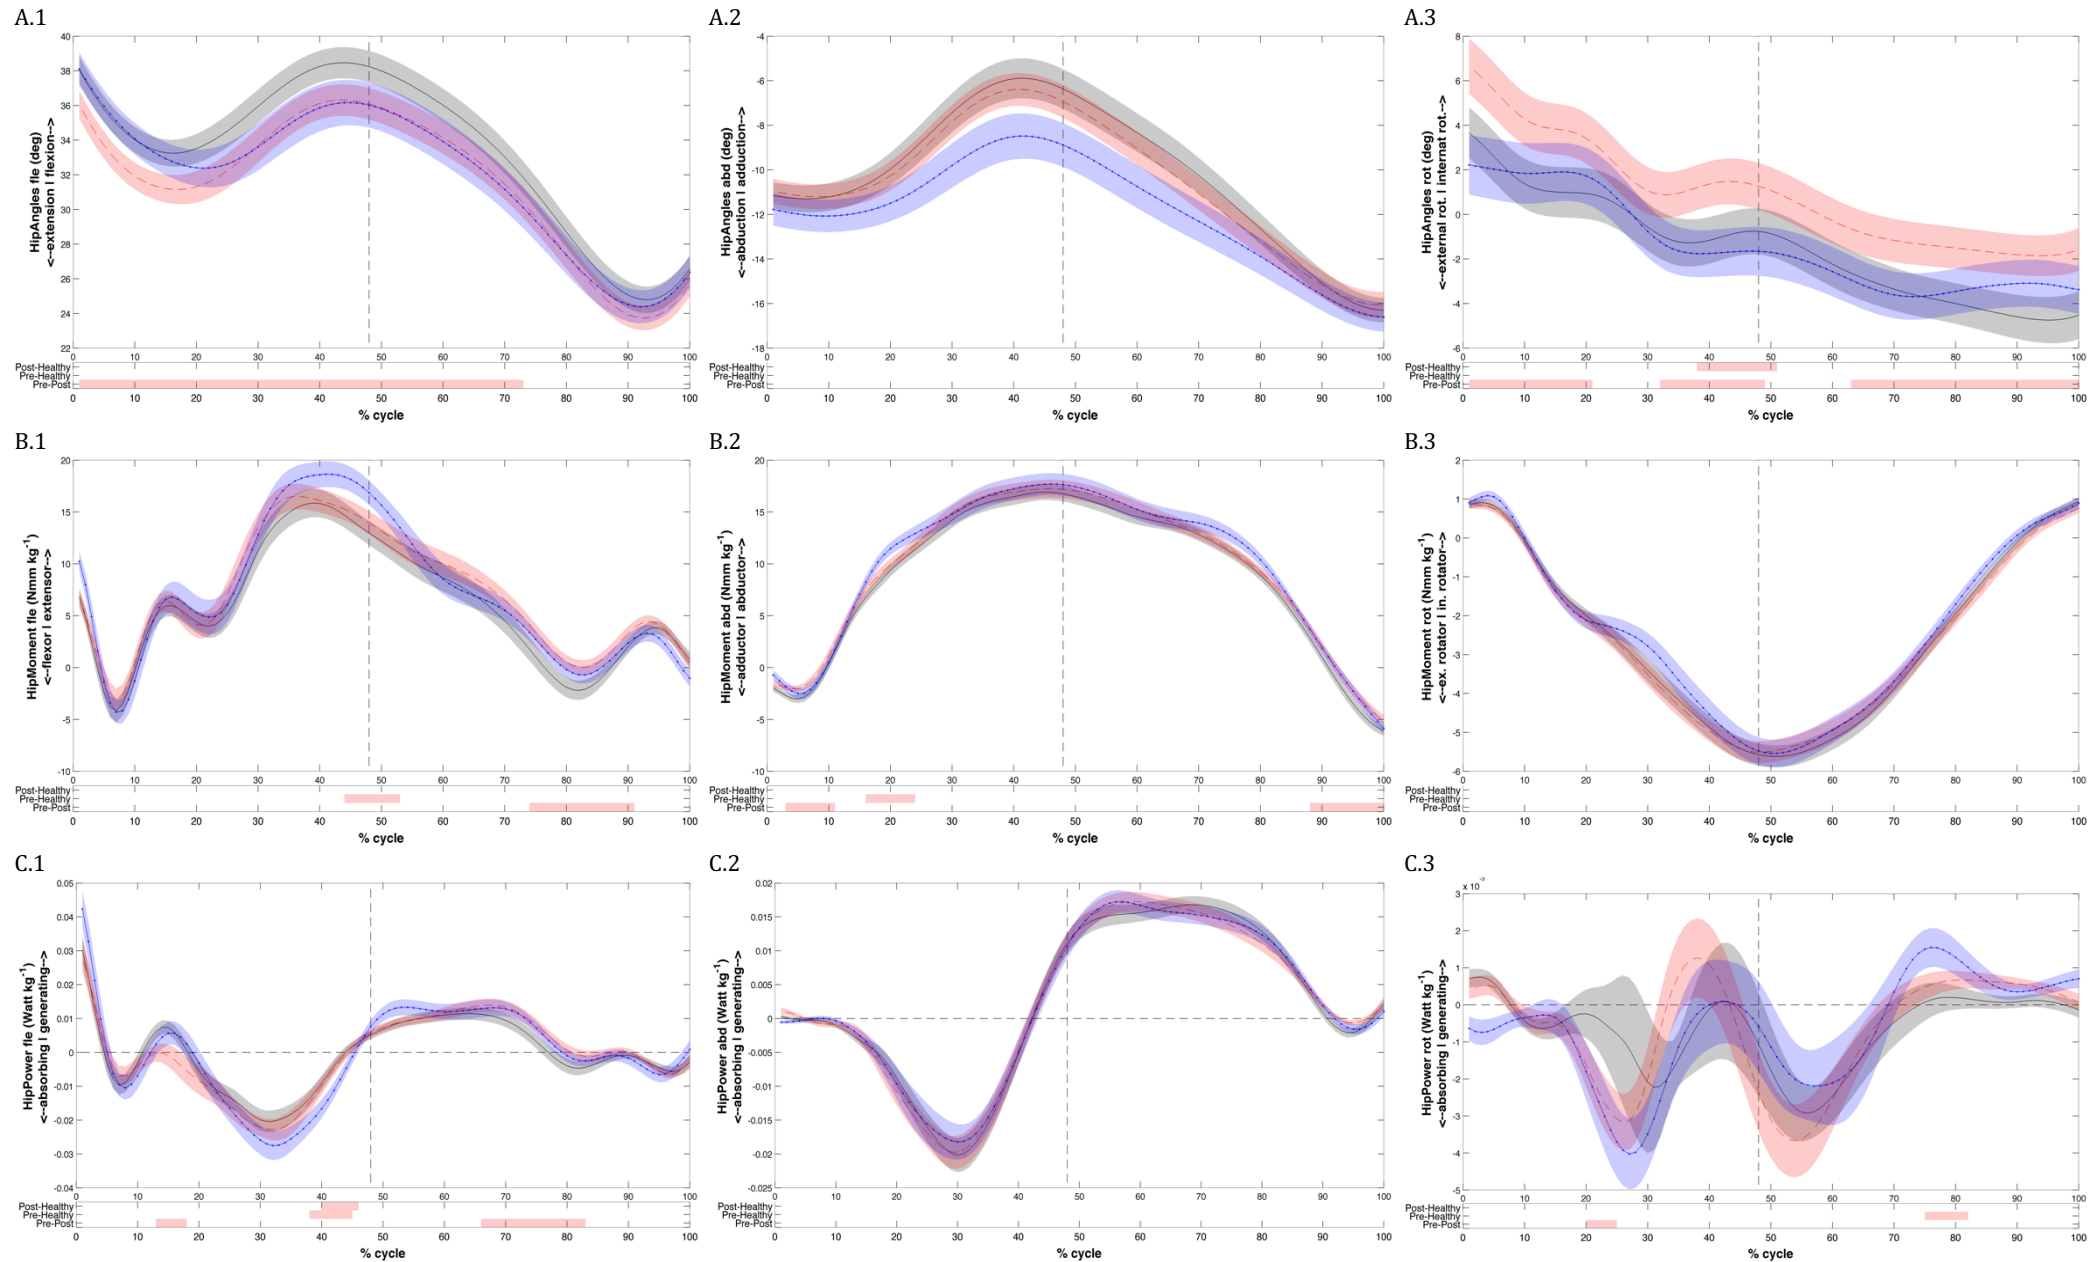 A.1
40
38
36
34
32
30
28
26
24
22
HipAngles fle (deg)
<--extension I flexion-->
0 10 20 30 40 50 60 70 80 90 100
Post-Healthy
Pre-Healthy
Pre-Post
0 10 20 30 40 50 60 70 80 90 100
% cycle
A.2
-4
-6
-8
-10
-12
-14
-16
-18
HipAngles abd (deg)
<--abduction I adduction-->
0 10 20 30 40 50 60 70 80 90 100
Post-Healthy
Pre-Healthy
Pre-Post
0 10 20 30 40 50 60 70 80 90 100
% cycle
A.3
8
6
4
2
0
-2
-4
-6
HipAngles rot (deg)
<--external rot. I internat rot.-->
0 10 20 30 40 50 60 70 80 90 100
Post-Healthy
Pre-Healthy
Pre-Post
0 10 20 30 40 50 60 70 80 90 100
% cycle
B.1
20
15
10
5
0
-5
-10
HipMoment fle (Nmm kg-1)
<--flexor I extensor-->
0 10 20 30 40 50 60 70 80 90 100
Post-Healthy
Pre-Healthy
Pre-Post
0 10 20 30 40 50 60 70 80 90 100
% cycle
B.2
20
15
10
5
0
-5
-10
HipMoment abd (Nmm kg-1)
<--adductor I abductor-->
0 10 20 30 40 50 60 70 80 90 100
Post-Healthy
Pre-Healthy
Pre-Post
0 10 20 30 40 50 60 70 80 90 100
% cycle
B.3
2
1
0
-1
-2
-3
-4
-5
-6
HipMoment rot (Nmm kg-1)
<--ex. rotator I in. rotator-->
0 10 20 30 40 50 60 70 80 90 100
Post-Healthy
Pre-Healthy
Pre-Post
0 10 20 30 40 50 60 70 80 90 100
% cycle
C.1
0.05
0.04
0.03
0.02
0.01
0
-0.01
-0.02
-0.03
-0.04
HipPower fle (Watt kg-1)
<--absorbing I generating-->
0 10 20 30 40 50 60 70 80 90 100
Post-Healthy
Pre-Healthy
Pre-Post
0 10 20 30 40 50 60 70 80 90 100
% cycle
C.2
0.02
0.015
0.01
0.005
0
-0.005
-0.01
-0.015
-0.02
-0.025
HipPower abd (Watt kg-1)
<--absorbing I generating-->
0 10 20 30 40 50 60 70 80 90 100
Post-Healthy
Pre-Healthy
Pre-Post
0 10 20 30 40 50 60 70 80 90 100
% cycle
C.3
x 10
3
2
1
0
-1
-2
-3
-4
-5
HipPower rot (Watt kg-1)
<--absorbing I generating-->
0 10 20 30 40 50 60 70 80 90 100
Post-Healthy
Pre-Healthy
Pre-Post
0 10 20 30 40 50 60 70 80 90 100
% cycle